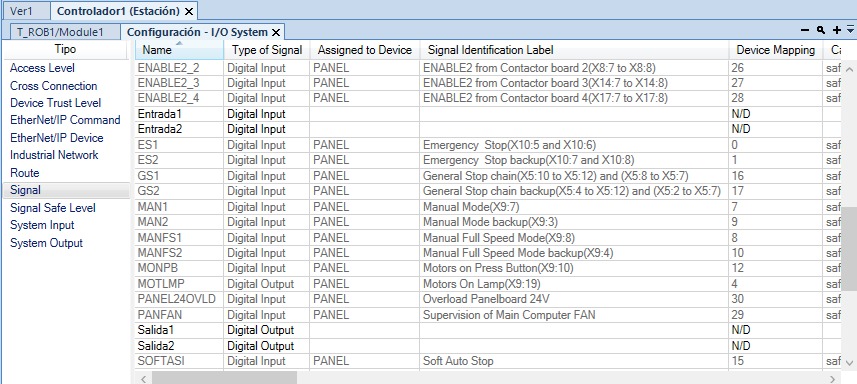 Ver1 Controlador1 (Estación)
T_ROB1/Module1 Configuración - I/O System
Tipo
Access Level
Cross Connection
Device Trust Level
EtherNet/IP Command
EtherNet/IP Device
Industrial Network
Route
Signal
Signal Safe Level
System Input
System Output
Name Type of Signal Assigned to Device Signal Identification Label Device Mapping Ca
ENABLE2_2 Digital Input PANEL ENABLE2 from Contactor board 2(X8:7 to X8:8) 26 saf
ENABLE2_3 Digital Input PANEL ENABLE2 from Contactor board 3(X14:7 to X14:8) 27 saf
ENABLE2_4 Digital Input PANEL ENABLE2 from Contactor board 4(X17:7 to X17:8) 28 saf
Entrada1 Digital Input N/D
Entrada2 Digital Input N/D
ES1 Digital Input PANEL Emergency Stop(X10:5 and X10:6) 0 saf
ES2 Digital Input PANEL Emergency Stop backup(X10:7 and X10:8) 1 saf
GS1 Digital Input PANEL General Stop chain(X5:10 to X5:12) and (X5:8 to X5:7) 16 saf
GS2 Digital Input PANEL General Stop chain backup(X5:4 to X5:12) and (X5:2 to X5:7) 17 saf
MAN1 Digital Input PANEL Manual Mode(X9:7) 7 saf
MAN2 Digital Input PANEL Manual Mode backup(X9:3) 9 saf
MANFS1 Digital Input PANEL Manual Full Speed Mode(X9:8) 8 saf
MANFS2 Digital Input PANEL Manual Full Speed Mode backup(X9:4) 10 saf
MONPB Digital Input PANEL Motors on Press Button(X9:10) 12 saf
MOTLMP Digital Output PANEL Motors On Lamp(X9:19) 4 saf
PANEL24OVLD Digital Input PANEL Overload Panelboard 24V 30 saf
PANFAN Digital Input PANEL Supervision of Main Computer FAN 29 saf
Salida1 Digital Output N/D
Salida2 Digital Output N/D
SOFTASI Digital Input PANEL Soft Auto Stop 15 saf